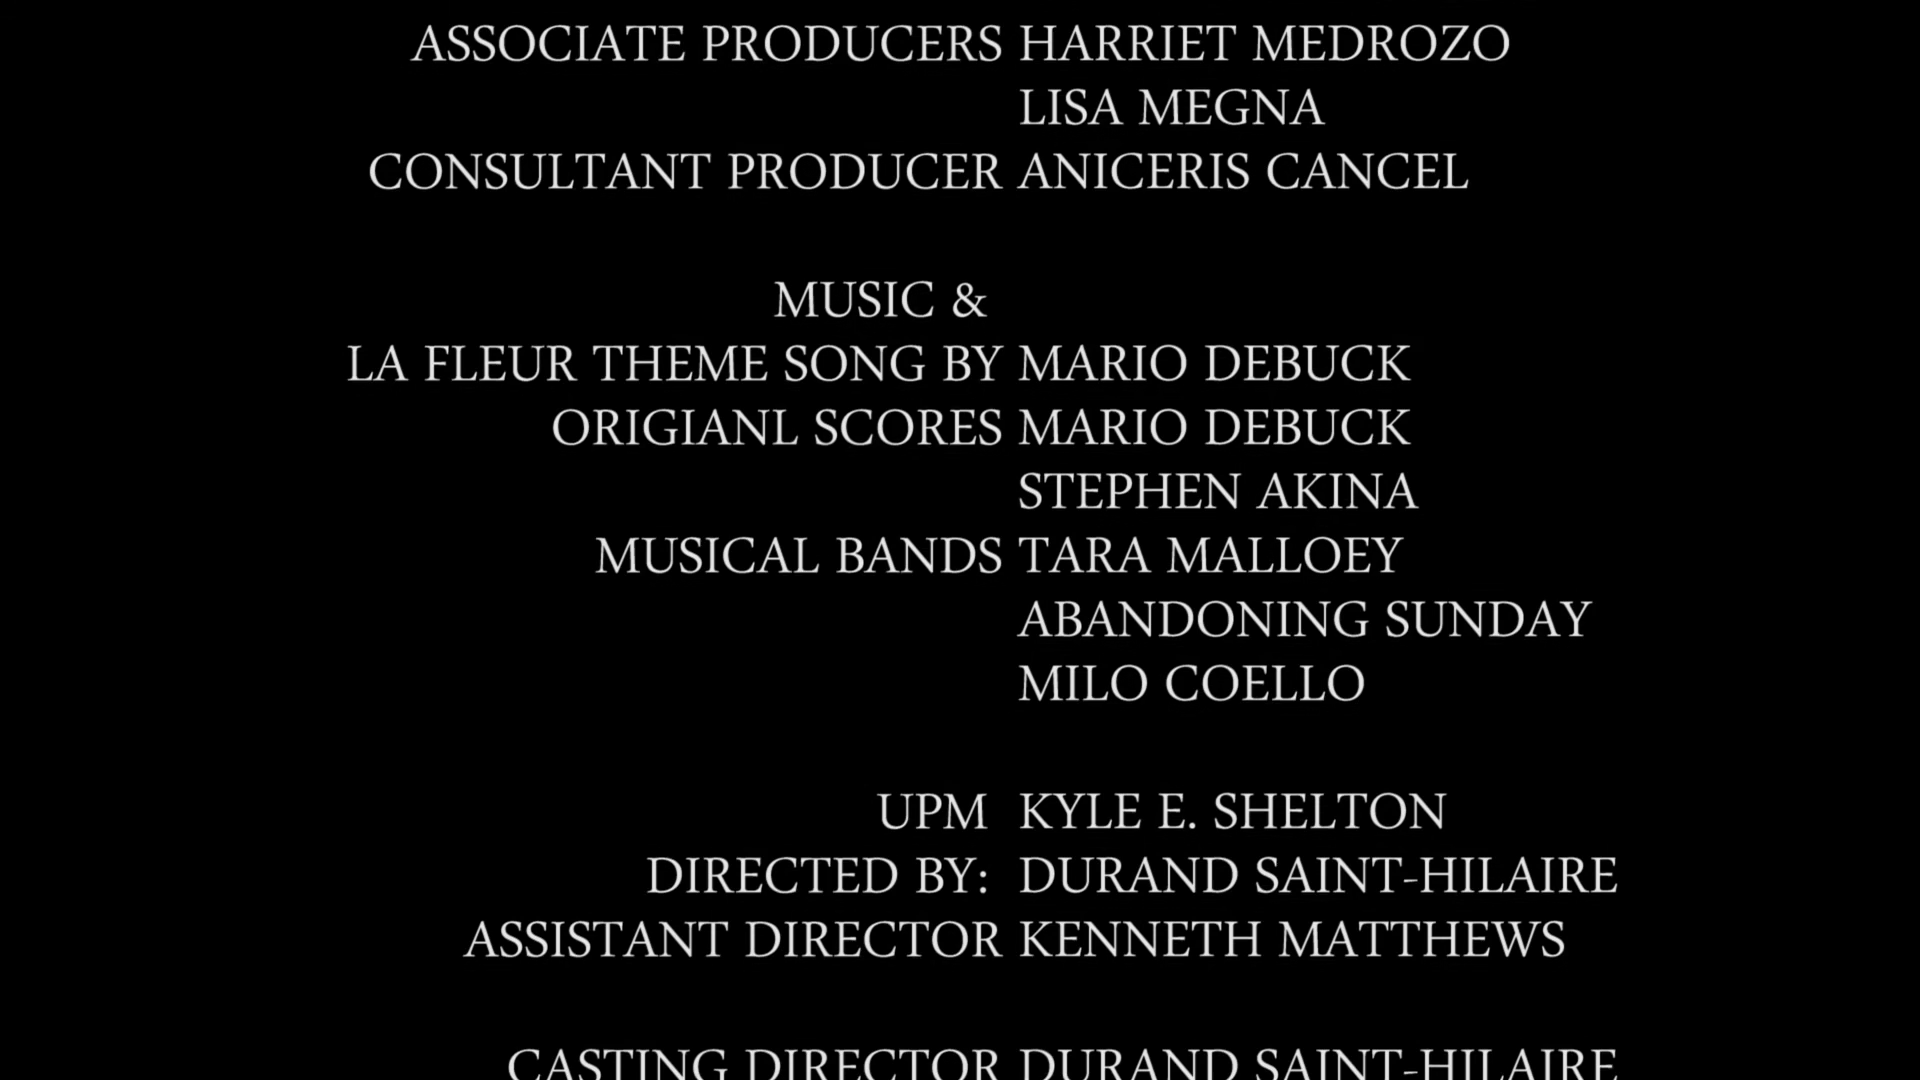 ASSOCIATE PRODUCERS HARRIET MEDROZO
LISA MEGNA
CONSULTANT PRODUCER ANICERIS CANCEL
MUSIC &
LA FLEUR THEME SONG BY MARIO DEBUCK
ORIGIANL SCORES MARIO DEBUCK
STEPHEN AKINA
MUSICAL BANDS TARA MALLOEY
ABANDONING SUNDAY
MILO COELLO
UPM KYLE E. SHELTON
DIRECTED BY: DURAND SAINT-HILAIRE
ASSISTANT DIRECTOR KENNETH MATTHEWS
CASTING DIRECTOR DURAND SAINT-HILAIRE